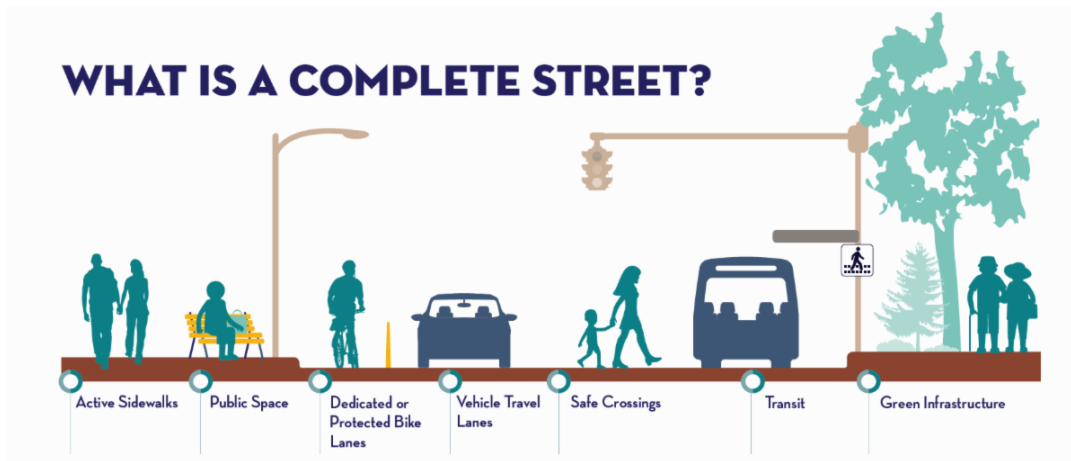 WHAT IS A COMPLETE STREET?
Active Sidewalks
Public Space
Dedicated or
Protected Bike
Lanes
Vehicle Travel
Lanes
Safe Crossings
Transit
Green Infrastructure